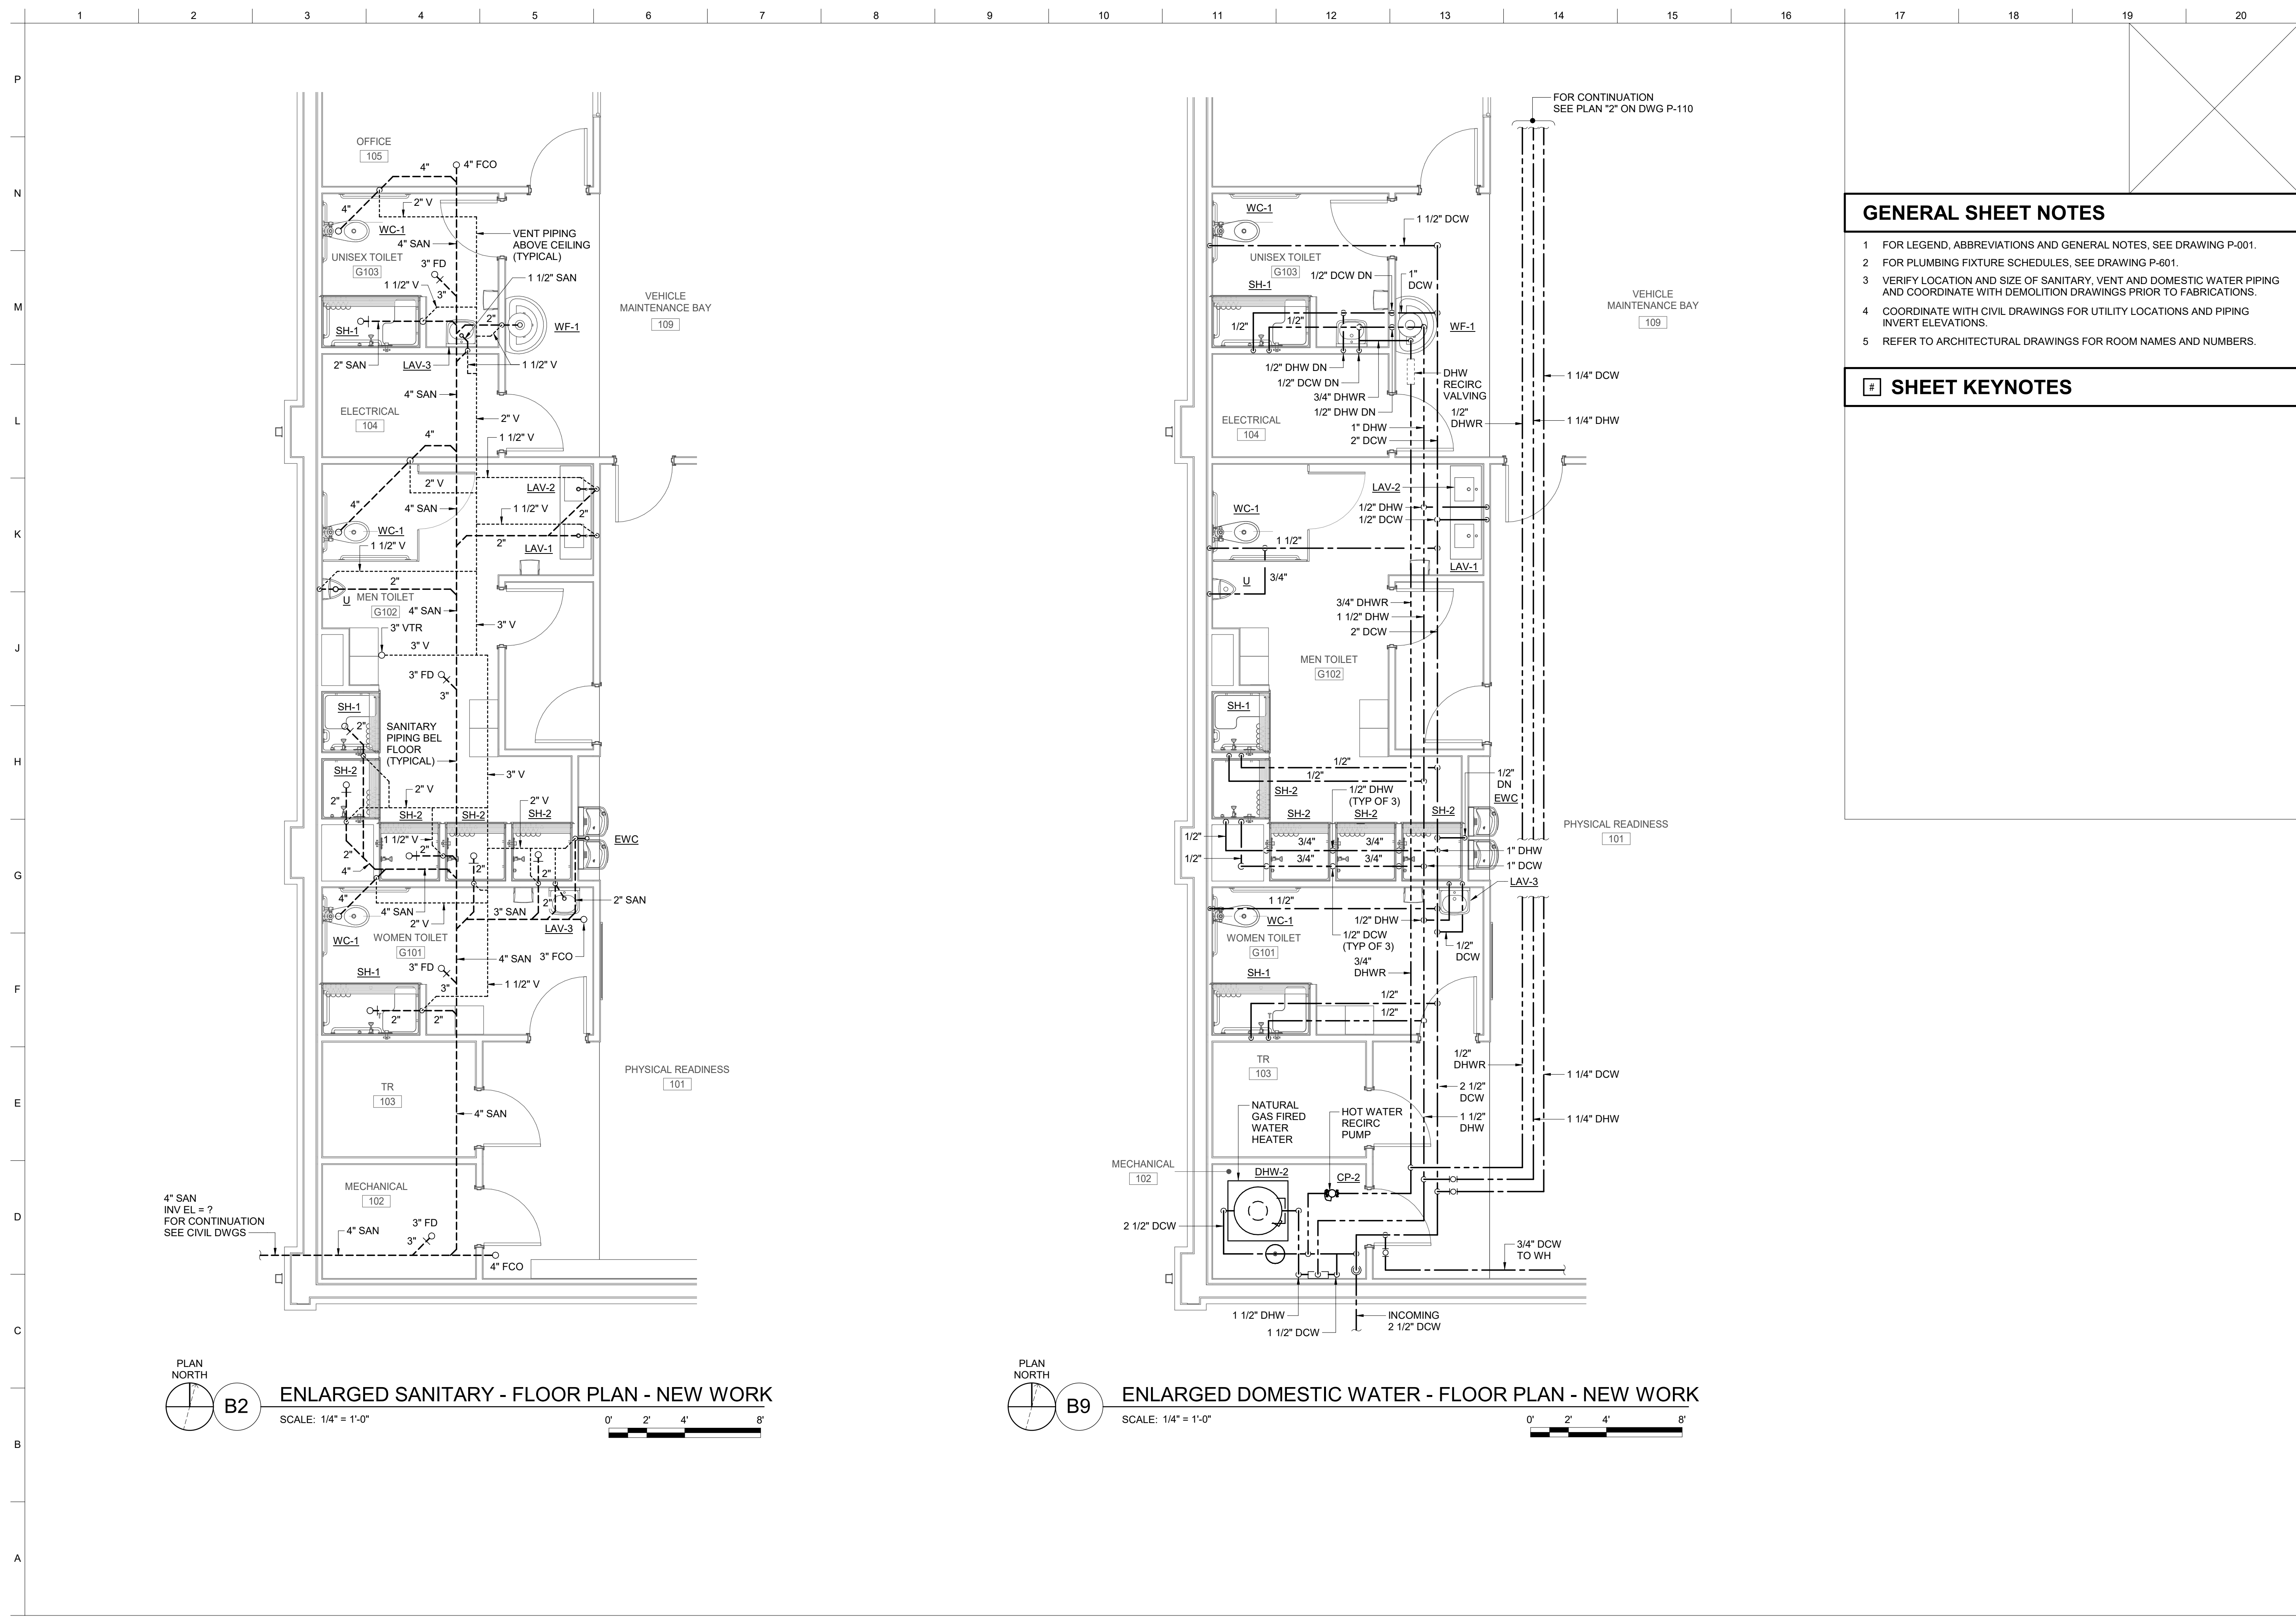 1 2 3 4 5 6 7 8 9 10 11 12 13 14 15 16 17 18 19 20
P
N
M
L
K
J
H
G
F
E
D
C
B
A
OFFICE
105
4" FCO
4"
4"
2" V
WC-1
4" SAN
VENT PIPING
ABOVE CEILING
(TYPICAL)
UNISEX TOILET
G103
3" FD
3"
1 1/2" V
1 1/2" SAN
VEHICLE
MAINTENANCE BAY
109
SH-1
2"
WF-1
2" SAN
LAV-3
1 1/2" V
4" SAN
ELECTRICAL
104
2" V
4"
1 1/2" V
2" V
LAV-2
4"
4" SAN
1 1/2" V
2"
WC-1
1 1/2" V
2"
LAV-1
2"
U
MEN TOILET
G102
4" SAN
3" VTR
3" V
3" V
3" FD
3"
SH-1
2"
SANITARY
PIPING BEL
FLOOR
(TYPICAL)
SH-2
3" V
2"
2" V
2" V
SH-2
SH-2
SH-2
1 1/2" V
EWC
2"
2"
2"
4"
2"
4"
4" SAN
2"
3" SAN
2" SAN
2" V
LAV-3
WC-1
WOMEN TOILET
G101
4" SAN
3" FCO
SH-1
3" FD
3"
1 1/2" V
2"
2"
PHYSICAL READINESS
101
TR
103
4" SAN
MECHANICAL
102
4" SAN
INV EL = ?
FOR CONTINUATION
SEE CIVIL DWGS
4" SAN
3" FD
3"
4" FCO
PLAN
NORTH
B2
ENLARGED SANITARY - FLOOR PLAN - NEW WORK
SCALE: 1/4" = 1'-0"
0' 2' 4' 8'
FOR CONTINUATION
SEE PLAN "2" ON DWG P-110
WC-1
1 1/2" DCW
UNISEX TOILET
G103
1/2" DCW DN
1"
DCW
SH-1
VEHICLE
MAINTENANCE BAY
109
1/2"
1/2"
WF-1
1/2" DHW DN
1/2" DCW DN
3/4" DHWR
1/2" DHW DN
DHW
RECIRC
VALVING
1 1/4" DCW
1/2"
DHWR
1 1/4" DHW
ELECTRICAL
104
1" DHW
2" DCW
LAV-2
WC-1
1/2" DHW
1/2" DCW
1 1/2"
LAV-1
U
3/4"
3/4" DHWR
1 1/2" DHW
2" DCW
MEN TOILET
G102
SH-1
1/2"
1/2"
SH-2
1/2" DHW
(TYP OF 3)
1/2"
DN
EWC
SH-2
SH-2
SH-2
PHYSICAL READINESS
101
1/2"
3/4"
3/4"
1/2"
3/4"
3/4"
1" DHW
1" DCW
LAV-3
1 1/2"
WC-1
1/2" DHW
WOMEN TOILET
G101
1/2" DCW
(TYP OF 3)
1/2"
DCW
3/4"
DHWR
SH-1
1/2"
1/2"
TR
103
1/2"
DHWR
1 1/4" DCW
2 1/2"
DCW
NATURAL
GAS FIRED
WATER
HEATER
HOT WATER
RECIRC
PUMP
1 1/2"
DHW
1 1/4" DHW
MECHANICAL
102
DHW-2
CP-2
2 1/2" DCW
3/4" DCW
TO WH
1 1/2" DHW
1 1/2" DCW
INCOMING
2 1/2" DCW
PLAN
NORTH
B9
ENLARGED DOMESTIC WATER - FLOOR PLAN - NEW WORK
SCALE: 1/4" = 1'-0"
0' 2' 4' 8'
GENERAL SHEET NOTES
1 FOR LEGEND, ABBREVIATIONS AND GENERAL NOTES, SEE DRAWING P-001.
2 FOR PLUMBING FIXTURE SCHEDULES, SEE DRAWING P-601.
3 VERIFY LOCATION AND SIZE OF SANITARY, VENT AND DOMESTIC WATER PIPING
AND COORDINATE WITH DEMOLITION DRAWINGS PRIOR TO FABRICATIONS.
4 COORDINATE WITH CIVIL DRAWINGS FOR UTILITY LOCATIONS AND PIPING
INVERT ELEVATIONS.
5 REFER TO ARCHITECTURAL DRAWINGS FOR ROOM NAMES AND NUMBERS.
# SHEET KEYNOTES